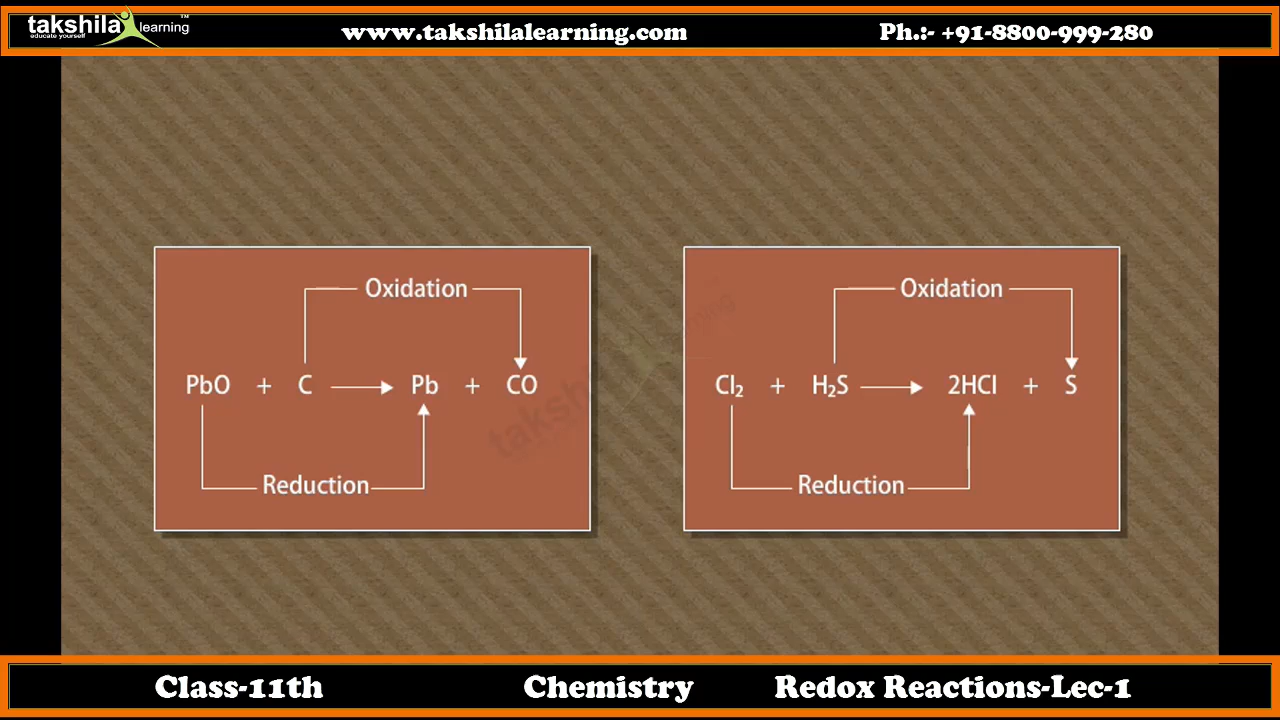 takshila learning ™
educate yourself
www.takshilalearning.com
Ph.:- +91-8800-999-280
Oxidation
PbO + C ⟶ Pb + CO
Reduction
Oxidation
Cl₂ + H₂S ⟶ 2HCl + S
Reduction
Class-11th
Chemistry
Redox Reactions-Lec-1